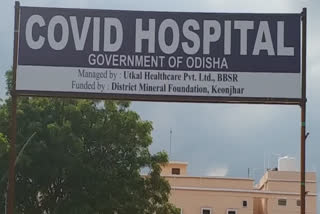 COVID HOSPITAL
GOVERNMENT OF ODISHA
Managed by : Utkal Healthcare Pvt. Ltd., BBSR
Funded by : District Mineral Foundation, Keonjhar